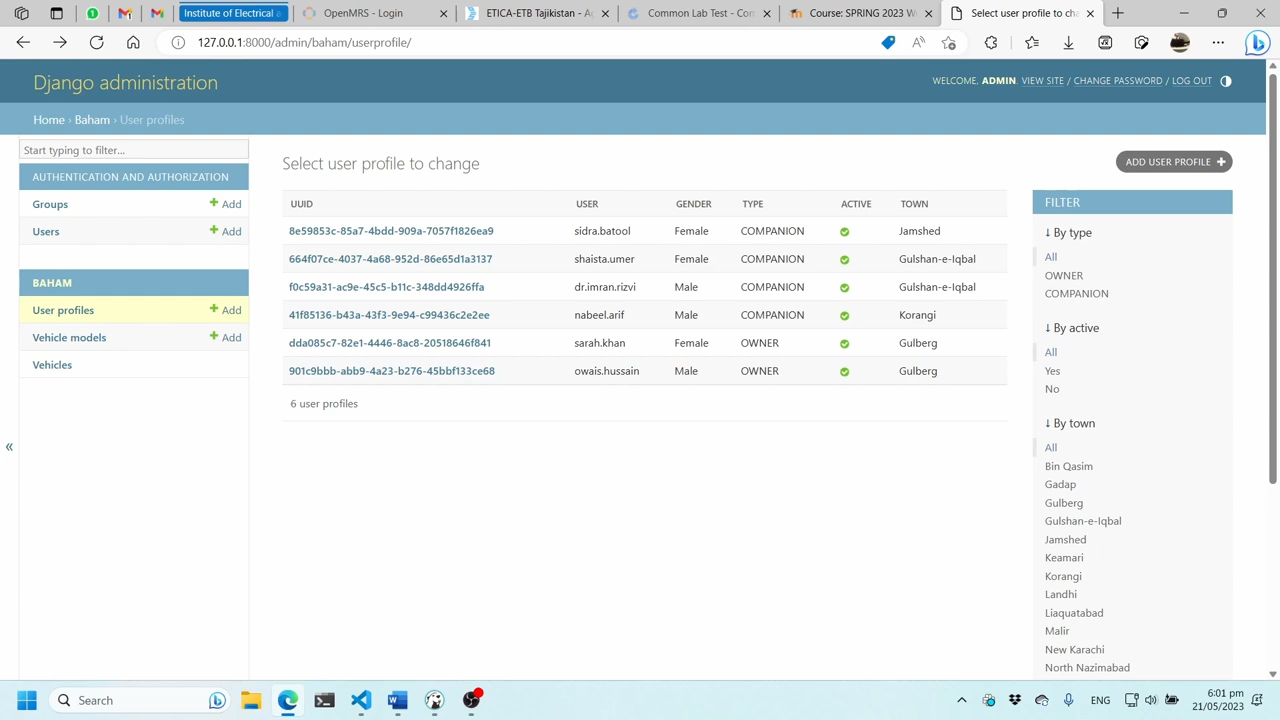 Institute of Electrical a
OpenMRS - Login
ETICA-ETB Tajikistan - A
Common Lab Test - Con
Course: SPRING 2023 - W
Select user profile to cha
127.0.0.1:8000/admin/baham/userprofile/
Django administration
WELCOME, ADMIN. VIEW SITE / CHANGE PASSWORD / LOG OUT
Home › Baham › User profiles
Start typing to filter...
AUTHENTICATION AND AUTHORIZATION
Groups + Add
Users + Add
BAHAM
User profiles + Add
Vehicle models + Add
Vehicles
«
Select user profile to change
ADD USER PROFILE +
UUID USER GENDER TYPE ACTIVE TOWN
8e59853c-85a7-4bdd-909a-7057f1826ea9 sidra.batool Female COMPANION Jamshed
664f07ce-4037-4a68-952d-86e65d1a3137 shaista.umer Female COMPANION Gulshan-e-Iqbal
f0c59a31-ac9e-45c5-b11c-348dd4926ffa dr.imran.rizvi Male COMPANION Gulshan-e-Iqbal
41f85136-b43a-43f3-9e94-c99436c2e2ee nabeel.arif Male COMPANION Korangi
dda085c7-82e1-4446-8ac8-20518646f841 sarah.khan Female OWNER Gulberg
901c9bbb-abb9-4a23-b276-45bbf133ce68 owais.hussain Male OWNER Gulberg
6 user profiles
FILTER
↓ By type
All
OWNER
COMPANION
↓ By active
All
Yes
No
↓ By town
All
Bin Qasim
Gadap
Gulberg
Gulshan-e-Iqbal
Jamshed
Keamari
Korangi
Landhi
Liaquatabad
Malir
New Karachi
North Nazimabad
Search
ENG
6:01 pm
21/05/2023